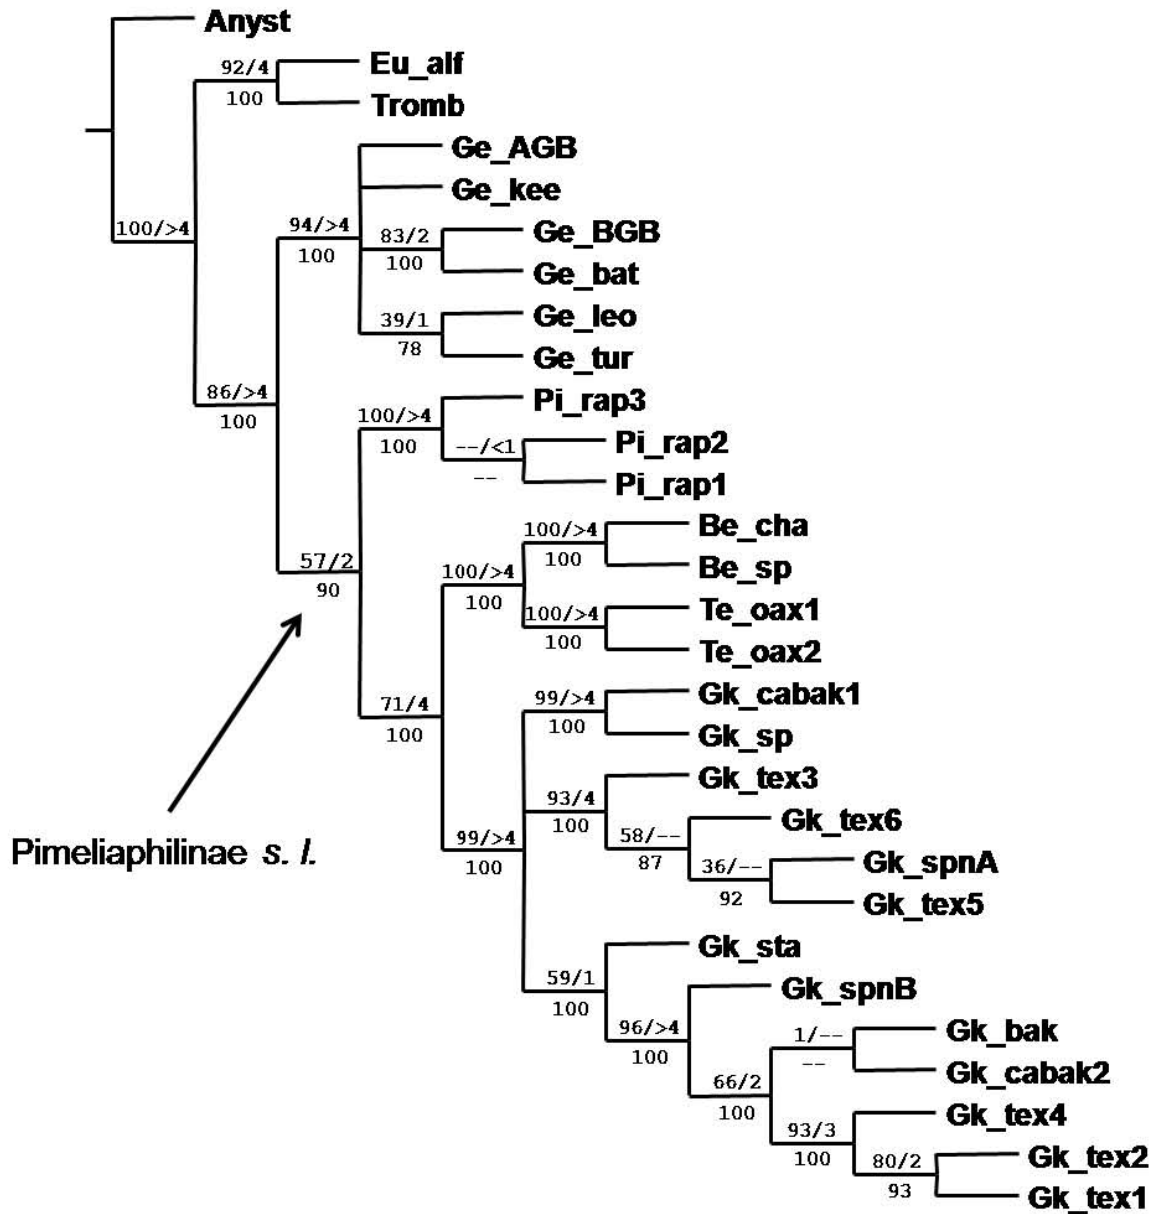 Anyst
92/4
Eu_alf
100
Tromb
Ge_AGB
Ge_kee
100/>4
94/>4
100
83/2
Ge_BGB
100
Ge_bat
39/1
Ge_leo
78
Ge_tur
86/>4
100
100/>4
Pi_rap3
100
--/<1
Pi_rap2
--
Pi_rap1
100/>4
Be_cha
100
Be_sp
57/2
90
100/>4
100
100/>4
Te_oax1
100
Te_oax2
71/4
100
99/>4
Gk_cabak1
100
Gk_sp
93/4
Gk_tex3
100
58/--
Gk_tex6
87
36/--
Gk_spnA
92
Gk_tex5
99/>4
100
Pimeliaphilinae s. l.
59/1
Gk_sta
100
96/>4
Gk_spnB
100
1/--
Gk_bak
--
Gk_cabak2
66/2
100
93/3
Gk_tex4
100
80/2
Gk_tex2
93
Gk_tex1